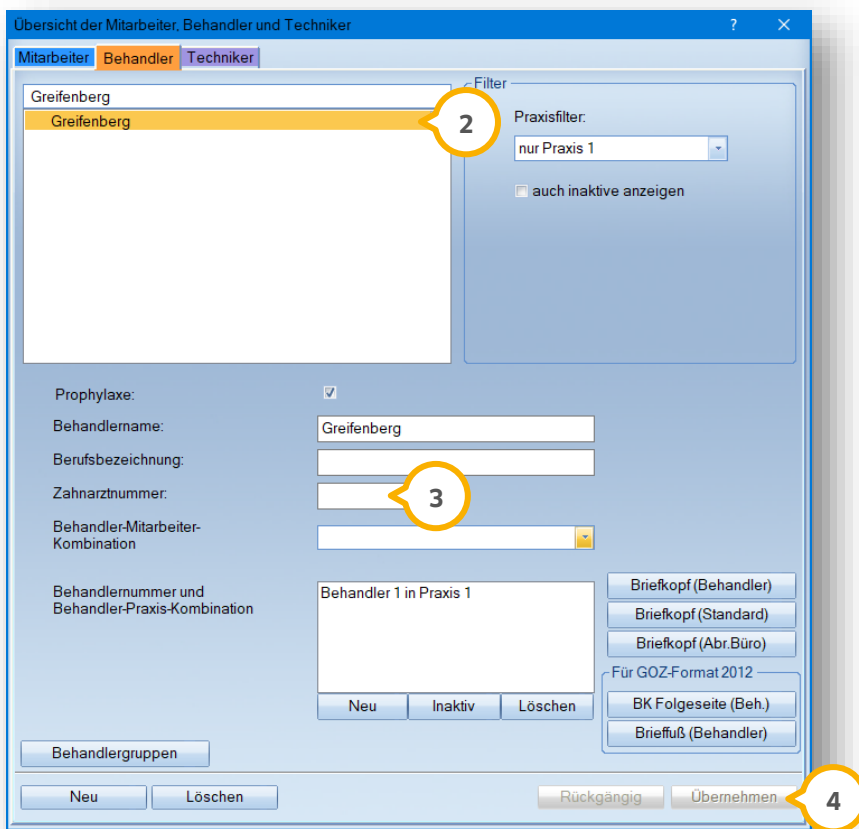 Übersicht der Mitarbeiter, Behandler und Techniker ?
Mitarbeiter Behandler Techniker
Greifenberg
Greifenberg
2
Filter
Praxisfilter:
nur Praxis 1
auch inaktive anzeigen
Prophylaxe:
Behandlername: Greifenberg
Berufsbezeichnung:
Zahnarztnummer:
3
Behandler-Mitarbeiter-
Kombination
Behandlernummer und
Behandler-Praxis-Kombination
Behandler 1 in Praxis 1
Neu Inaktiv Löschen
Briefkopf (Behandler)
Briefkopf (Standard)
Briefkopf (Abr.Büro)
Für GOZ-Format 2012
BK Folgeseite (Beh.)
Brieffuß (Behandler)
Behandlergruppen
Neu Löschen Rückgängig Übernehmen
4